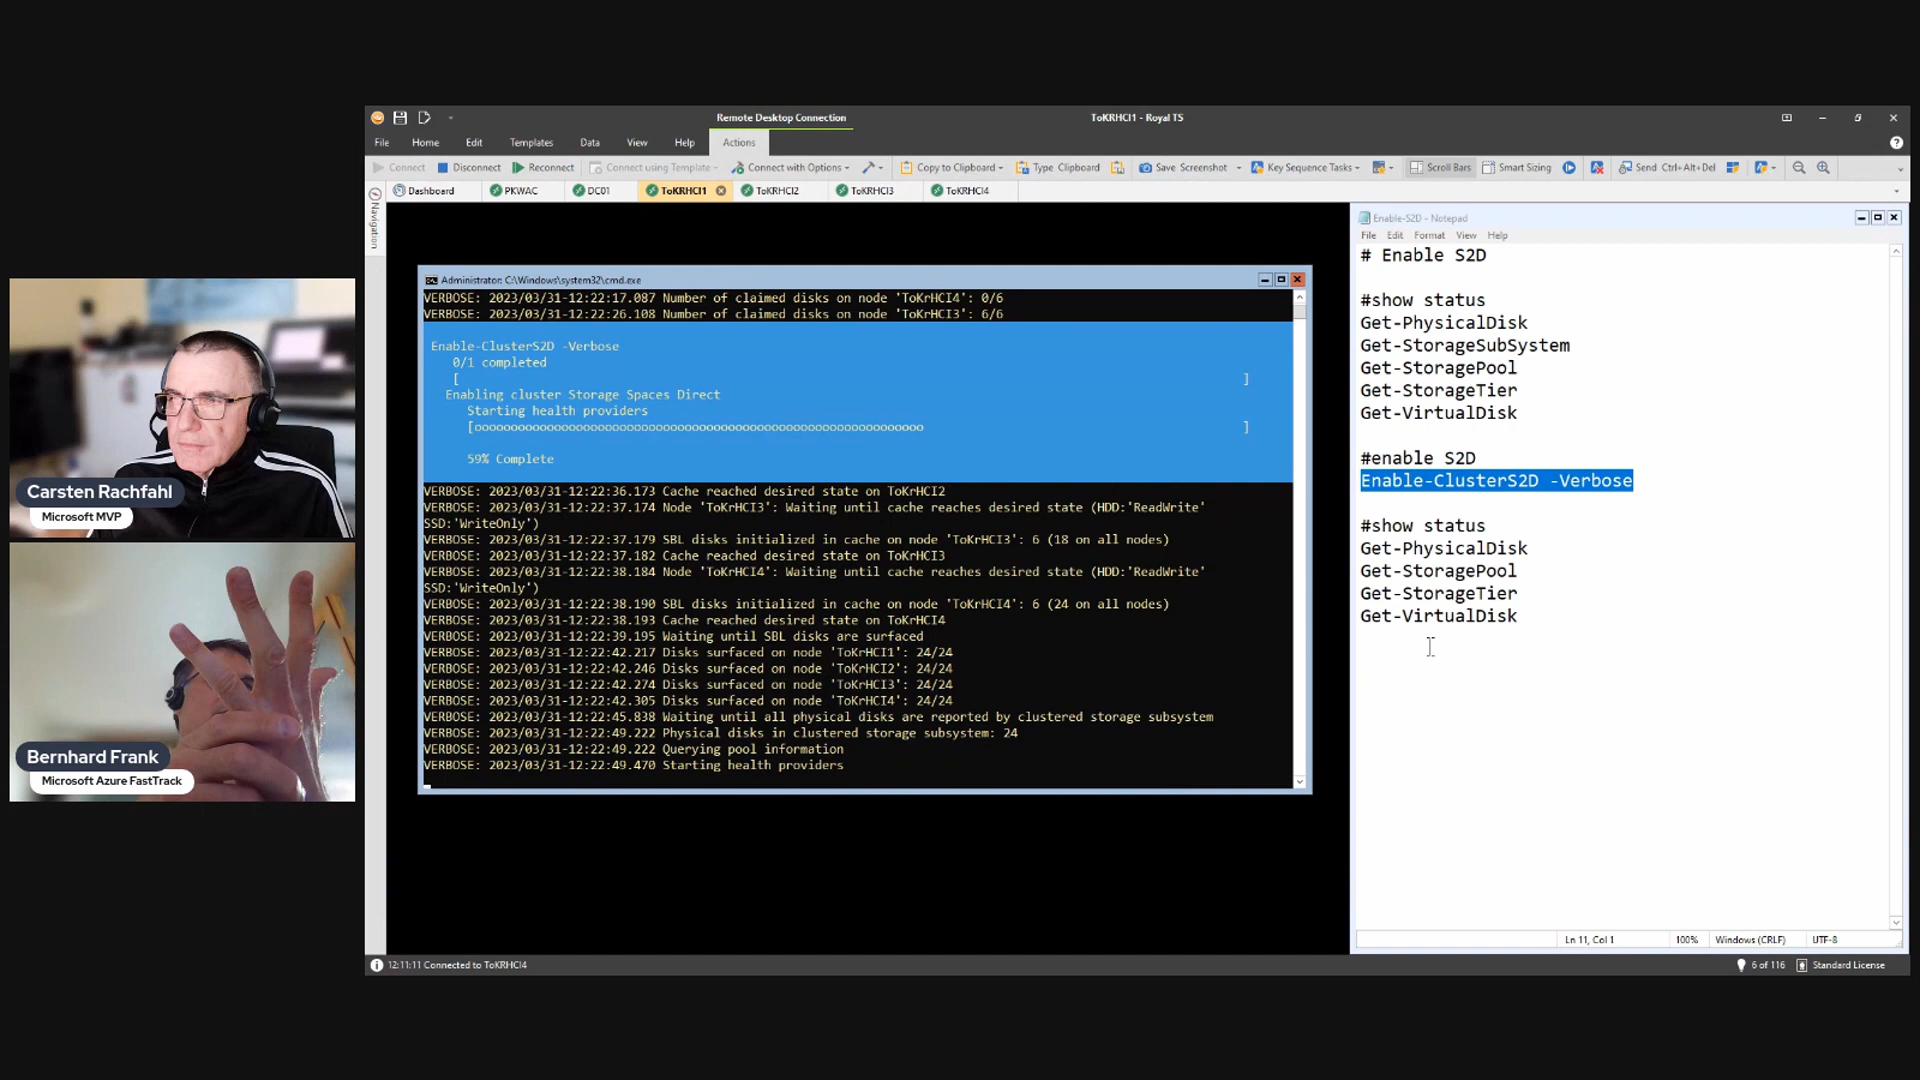 Remote Desktop Connection
ToKRHCI1 - Royal TS
File Home Edit Templates Data View Help Actions
Connect Disconnect Reconnect Connect using Template Connect with Options Copy to Clipboard Type Clipboard Save Screenshot Key Sequence Tasks Scroll Bars Smart Sizing Send Ctrl+Alt+Del
Dashboard PKWAC DC01 ToKRHCI1 ToKRHCI2 ToKRHCI3 ToKRHCI4
Navigation
Administrator: C:\Windows\system32\cmd.exe
VERBOSE: 2023/03/31-12:22:17.087 Number of claimed disks on node 'ToKrHCI4': 0/6
VERBOSE: 2023/03/31-12:22:26.108 Number of claimed disks on node 'ToKrHCI3': 6/6
Enable-ClusterS2D -Verbose
0/1 completed
[ ]
Enabling cluster Storage Spaces Direct
Starting health providers
[oooooooooooooooooooooooooooooooooooooooooooooooooooooooooooooo ]
59% Complete
VERBOSE: 2023/03/31-12:22:36.173 Cache reached desired state on ToKrHCI2
VERBOSE: 2023/03/31-12:22:37.174 Node 'ToKrHCI3': Waiting until cache reaches desired state (HDD:'ReadWrite'
SSD:'WriteOnly')
VERBOSE: 2023/03/31-12:22:37.179 SBL disks initialized in cache on node 'ToKrHCI3': 6 (18 on all nodes)
VERBOSE: 2023/03/31-12:22:37.182 Cache reached desired state on ToKrHCI3
VERBOSE: 2023/03/31-12:22:38.184 Node 'ToKrHCI4': Waiting until cache reaches desired state (HDD:'ReadWrite'
SSD:'WriteOnly')
VERBOSE: 2023/03/31-12:22:38.190 SBL disks initialized in cache on node 'ToKrHCI4': 6 (24 on all nodes)
VERBOSE: 2023/03/31-12:22:38.193 Cache reached desired state on ToKrHCI4
VERBOSE: 2023/03/31-12:22:39.195 Waiting until SBL disks are surfaced
VERBOSE: 2023/03/31-12:22:42.217 Disks surfaced on node 'ToKrHCI1': 24/24
VERBOSE: 2023/03/31-12:22:42.246 Disks surfaced on node 'ToKrHCI2': 24/24
VERBOSE: 2023/03/31-12:22:42.274 Disks surfaced on node 'ToKrHCI3': 24/24
VERBOSE: 2023/03/31-12:22:42.305 Disks surfaced on node 'ToKrHCI4': 24/24
VERBOSE: 2023/03/31-12:22:45.838 Waiting until all physical disks are reported by clustered storage subsystem
VERBOSE: 2023/03/31-12:22:49.222 Physical disks in clustered storage subsystem: 24
VERBOSE: 2023/03/31-12:22:49.222 Querying pool information
VERBOSE: 2023/03/31-12:22:49.470 Starting health providers
Enable-S2D - Notepad
File Edit Format View Help
# Enable S2D
#show status
Get-PhysicalDisk
Get-StorageSubSystem
Get-StoragePool
Get-StorageTier
Get-VirtualDisk
#enable S2D
Enable-ClusterS2D -Verbose
#show status
Get-PhysicalDisk
Get-StoragePool
Get-StorageTier
Get-VirtualDisk
Ln 11, Col 1 100% Windows (CRLF) UTF-8
12:11:11 Connected to ToKRHCI4
6 of 116 Standard License
Carsten Rachfahl
Microsoft MVP
Bernhard Frank
Microsoft Azure FastTrack